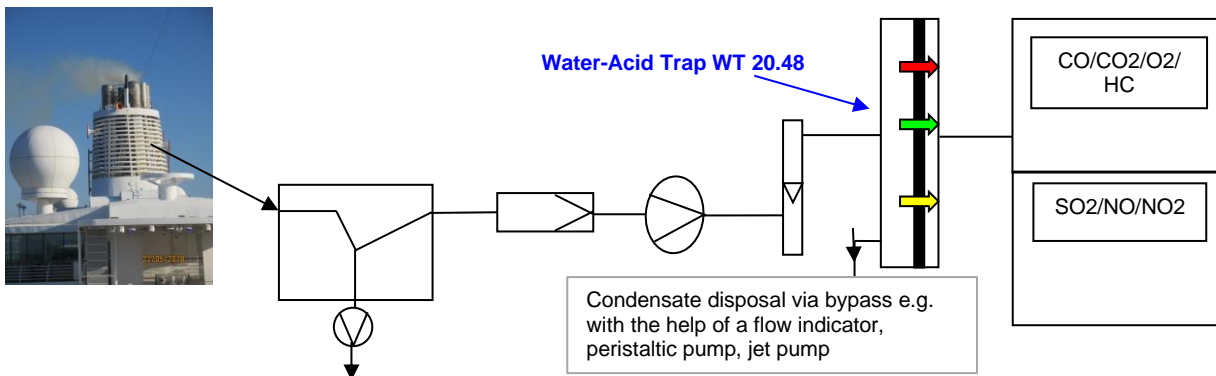 Water-Acid Trap WT 20.48
CO/CO2/O2/
HC
SO2/NO/NO2
Condensate disposal via bypass e.g.
with the help of a flow indicator,
peristaltic pump, jet pump